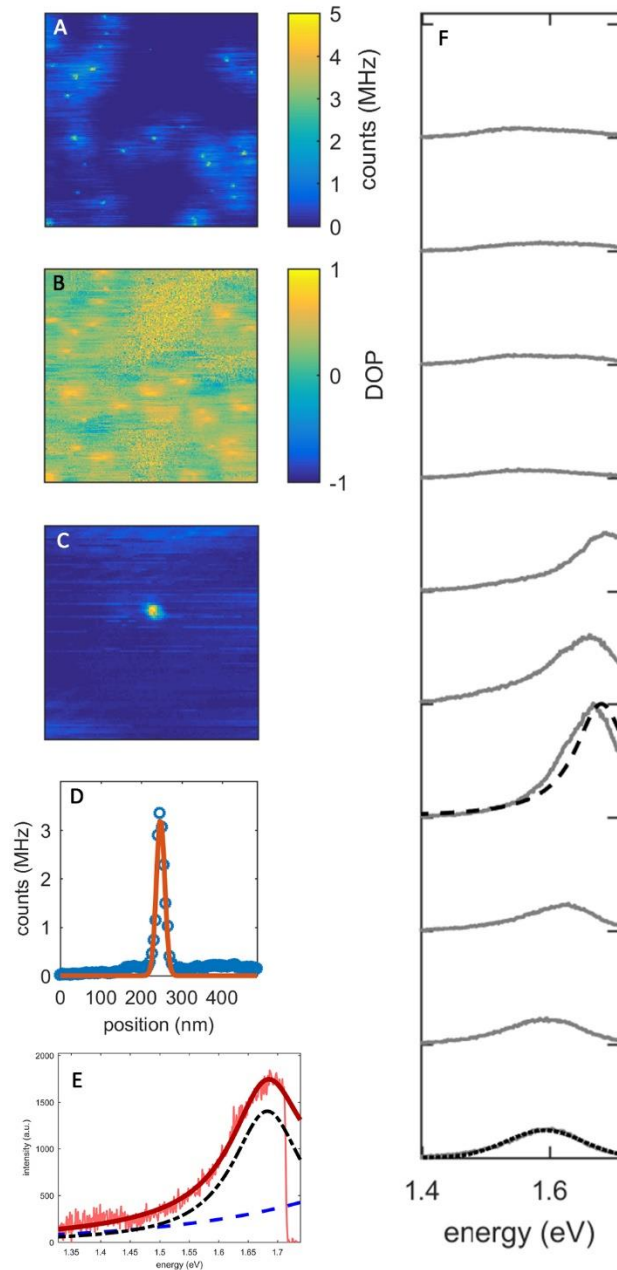 A
5
4
3
2
1
0
counts (MHz)
B
1
0
-1
DOP
C
D
3
2
1
0
counts (MHz)
0 100 200 300 400
position (nm)
E
2000
1500
1000
500
0
intensity (a.u.)
1.35 1.4 1.45 1.5 1.55 1.6 1.65 1.7
energy (eV)
F
1.4 1.6
energy (eV)